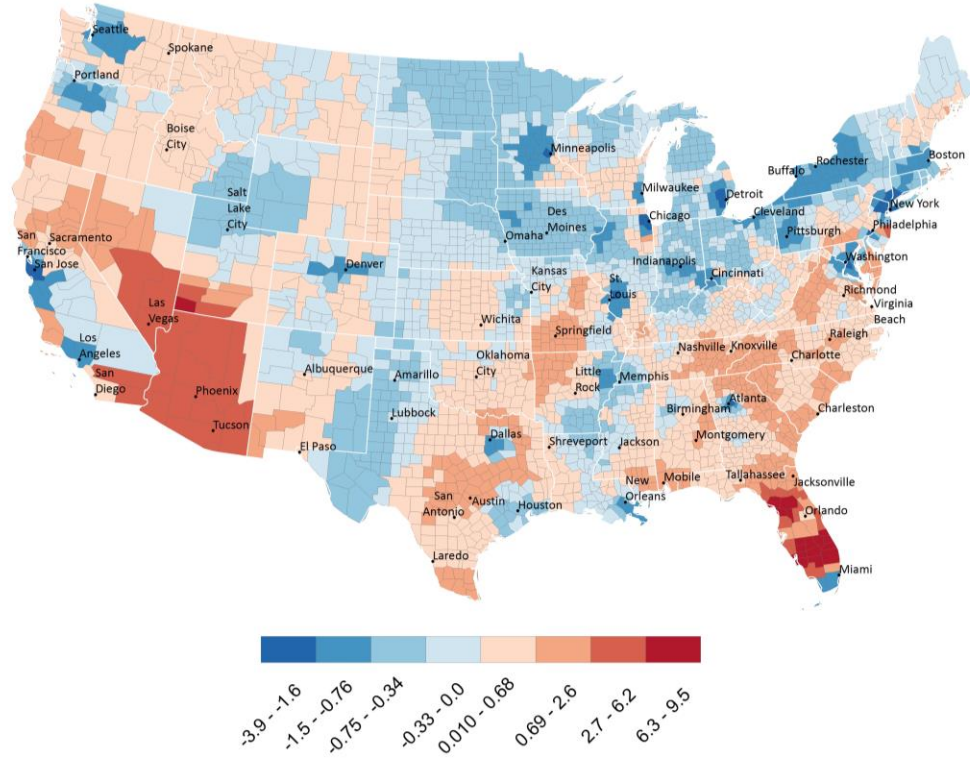 Seattle
Spokane
Portland
Boise
City
Minneapolis
Milwaukee
Detroit
Buffalo
Rochester
Boston
New York
Philadelphia
Cleveland
Pittsburgh
Chicago
Salt
Lake
City
Des
Moines
Omaha
San
Francisco
Sacramento
San Jose
Denver
Kansas
City
St.
Louis
Indianapolis
Cincinnati
Washington
Richmond
Virginia
Beach
Las
Vegas
Los
Angeles
San
Diego
Wichita
Springfield
Nashville
Knoxville
Raleigh
Charlotte
Albuquerque
Amarillo
Oklahoma
City
Little
Rock
Memphis
Phoenix
Tucson
Lubbock
Birmingham
Atlanta
Charleston
El Paso
Dallas
Shreveport
Jackson
Montgomery
San
Antonio
Austin
Houston
New
Orleans
Mobile
Tallahassee
Jacksonville
Orlando
Laredo
Miami
-3.9 - -1.6
-1.5 - -0.76
-0.75 - -0.34
-0.33 - 0.0
0.010 - 0.68
0.69 - 2.6
2.7 - 6.2
6.3 - 9.5